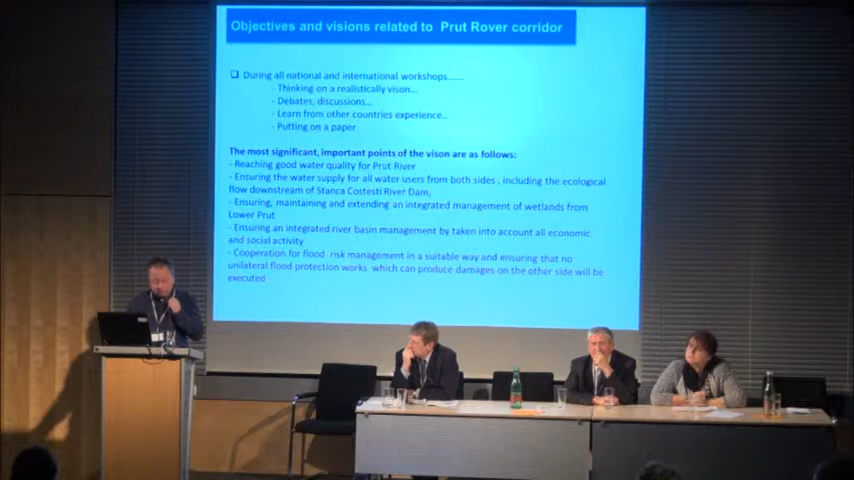 Objectives and visions related to Prut Rover corridor
❑ During all national and international workshops......
- Thinking on a realistically vison...
- Debates, discussions...
- Learn from other countries experience...
- Putting on a paper
The most significant, important points of the vison are as follows:
- Reaching good water quality for Prut River
- Ensuring the water supply for all water users from both sides , including the ecological
flow downstream of Stanca Costesti River Dam,
- Ensuring, maintaining and extending an integrated management of wetlands from
Lower Prut
- Ensuring an integrated river basin management by taken into account all economic
and social activity
- Cooperation for flood risk management in a suitable way and ensuring that no
unilateral flood protection works which can produce damages on the other side will be
executed